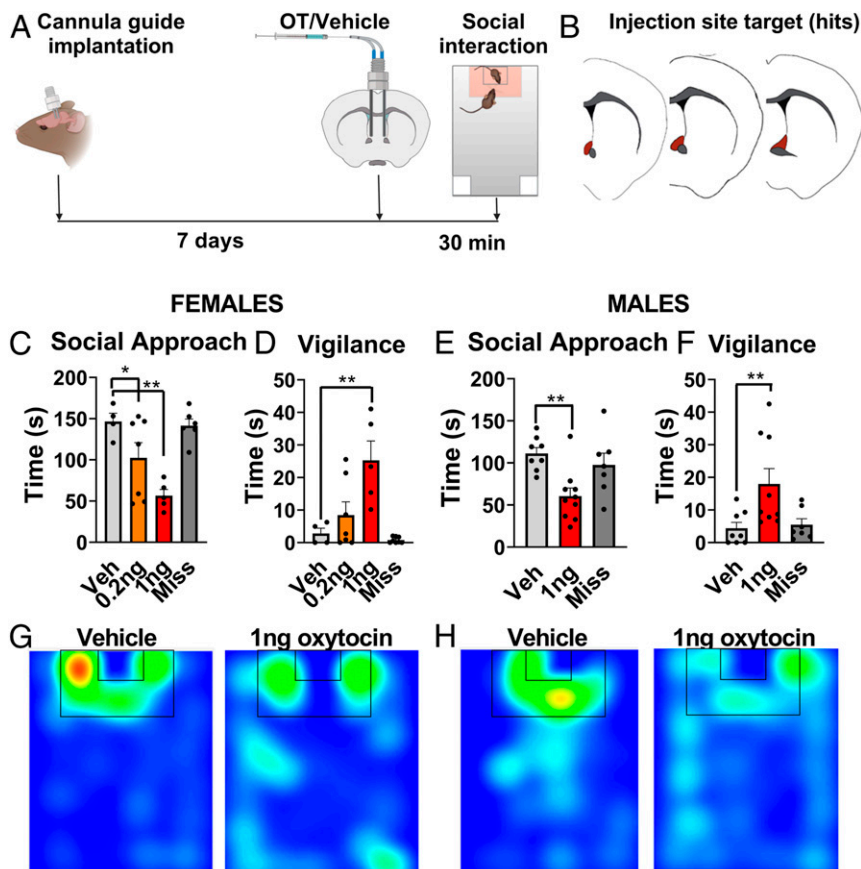 A Cannula guide implantation
OT/Vehicle
Social interaction
7 days
30 min
B Injection site target (hits)
FEMALES
MALES
C Social Approach
Time (s)
200
150
100
50
0
*
**
Veh
0.2ng
1ng
Miss
D Vigilance
Time (s)
50
40
30
20
10
0
**
Veh
0.2ng
1ng
Miss
E Social Approach
Time (s)
200
150
100
50
0
**
Veh
1ng
Miss
F Vigilance
Time (s)
50
40
30
20
10
0
**
Veh
1ng
Miss
G Vehicle
1ng oxytocin
H Vehicle
1ng oxytocin